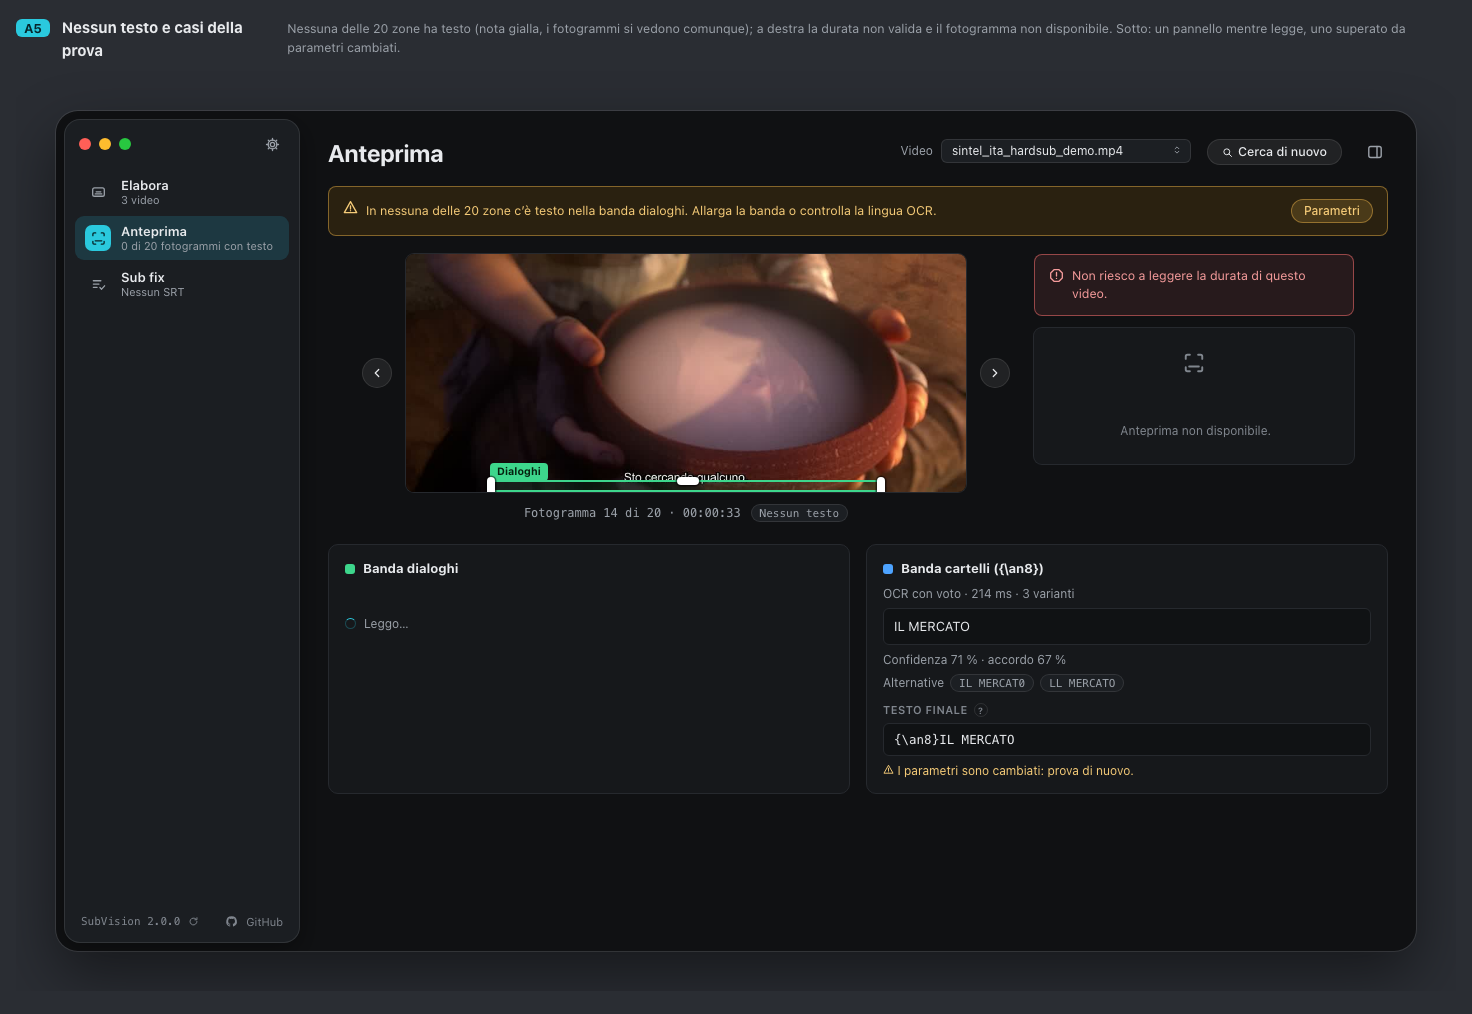 A5
Nessun testo e casi della prova
Nessuna delle 20 zone ha testo (nota gialla, i fotogrammi si vedono comunque); a destra la durata non valida e il fotogramma non disponibile. Sotto: un pannello mentre legge, uno superato da
parametri cambiati.
Elabora
3 video
Anteprima
0 di 20 fotogrammi con testo
Sub fix
Nessun SRT
SubVision 2.0.0
GitHub
Anteprima
Video
sintel_ita_hardsub_demo.mp4
Cerca di nuovo
In nessuna delle 20 zone c’è testo nella banda dialoghi. Allarga la banda o controlla la lingua OCR.
Parametri
Dialoghi
Sto cercando qualcuno
Fotogramma 14 di 20 · 00:00:33
Nessun testo
Non riesco a leggere la durata di questo
video.
Anteprima non disponibile.
Banda dialoghi
Leggo…
Banda cartelli ({\an8})
OCR con voto · 214 ms · 3 varianti
IL MERCATO
Confidenza 71 % · accordo 67 %
Alternative
IL MERCAT0
LL MERCATO
TESTO FINALE ?
{\an8}IL MERCATO
I parametri sono cambiati: prova di nuovo.